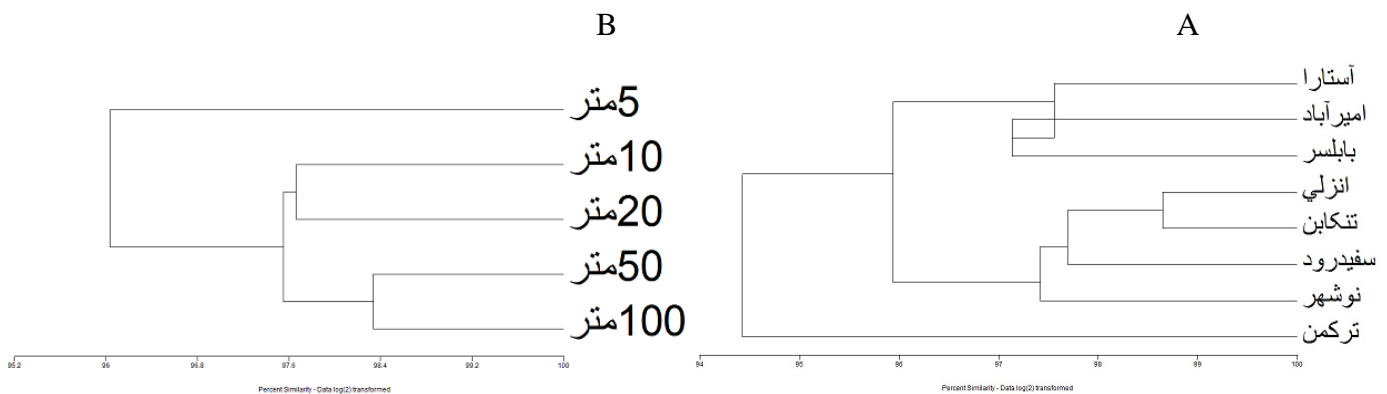 B
5متر
10متر
20متر
50متر
100متر
95.2 96 96.8 97.6 98.4 99.2 100
Percent Similarity - Data log(2) transformed
A
آستارا
اميرآباد
بابلسر
انزلي
تنكابن
سفيدرود
نوشهر
تركمن
94 95 96 97 98 99 100
Percent Similarity - Data log(2) transformed